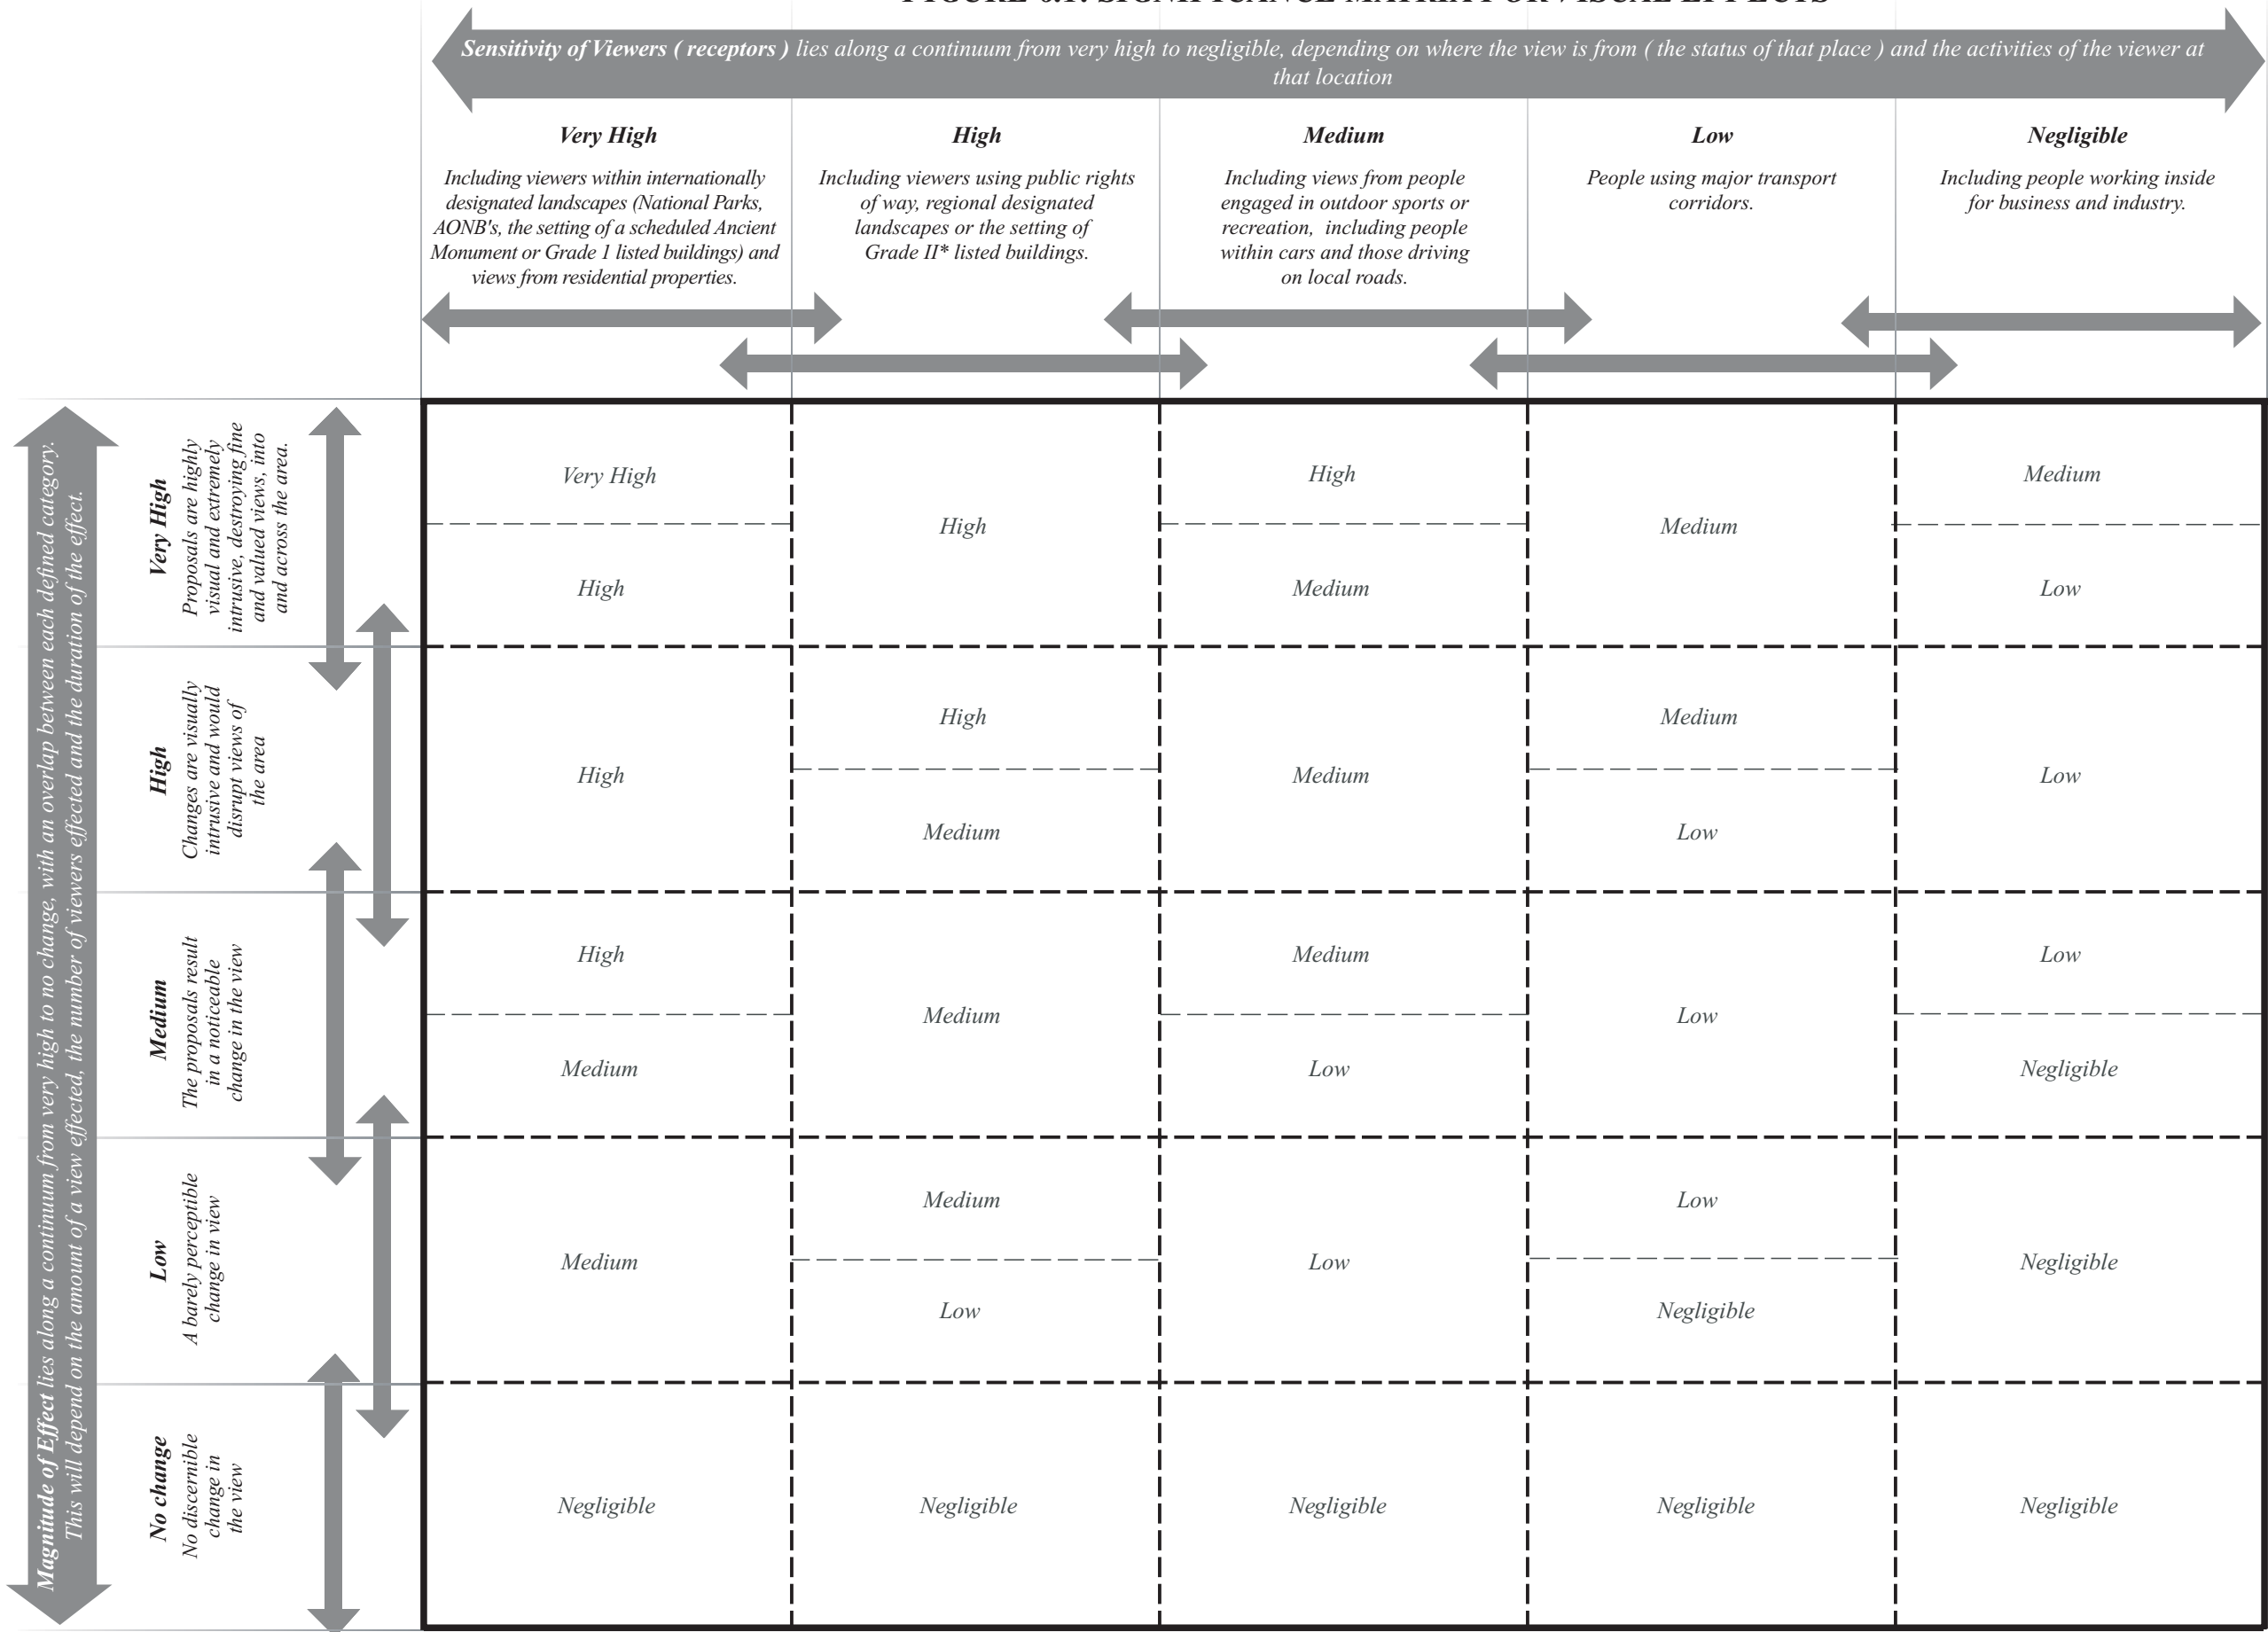 FIGURE 6.1: SIGNIFICANCE MATRIX FOR VISUAL EFFECTS
Sensitivity of Viewers ( receptors ) lies along a continuum from very high to negligible, depending on where the view is from ( the status of that place ) and the activities of the viewer at
that location
Very High
Including viewers within internationally
designated landscapes (National Parks,
AONB's, the setting of a scheduled Ancient
Monument or Grade 1 listed buildings) and
views from residential properties.
High
Including viewers using public rights
of way, regional designated
landscapes or the setting of
Grade II* listed buildings.
Medium
Including views from people
engaged in outdoor sports or
recreation, including people
within cars and those driving
on local roads.
Low
People using major transport
corridors.
Negligible
Including people working inside
for business and industry.
Magnitude of Effect lies along a continuum from very high to no change, with an overlap between each defined category.
This will depend on the amount of a view effected, the number of viewers effected and the duration of the effect.
Very High
Proposals are highly
visual and extremely
intrusive, destroying fine
and valued views, into
and across the area.
Very High
High
High
High
Medium
Medium
Medium
Low
High
Changes are visually
intrusive and would
disrupt views of
the area
High
High
Medium
Medium
Medium
Low
Low
Medium
The proposals result
in a noticeable
change in the view
High
Medium
Medium
Medium
Low
Low
Low
Negligible
Low
A barely perceptible
change in view
Medium
Medium
Low
Low
Low
Negligible
Negligible
No change
No discernible
change in
the view
Negligible
Negligible
Negligible
Negligible
Negligible